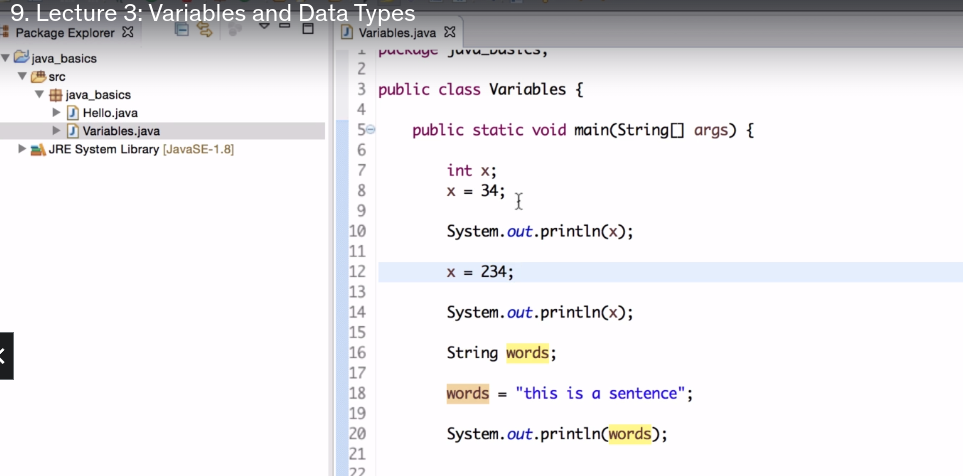 9. Lecture 3: Variables and Data Types
Package Explorer
java_basics
src
java_basics
Hello.java
Variables.java
JRE System Library [JavaSE-1.8]
Variables.java
1 package java_basics;
2
3 public class Variables {
4
5 public static void main(String[] args) {
6
7 int x;
8 x = 34;
9
10 System.out.println(x);
11
12 x = 234;
13
14 System.out.println(x);
15
16 String words;
17
18 words = "this is a sentence";
19
20 System.out.println(words);
21
22